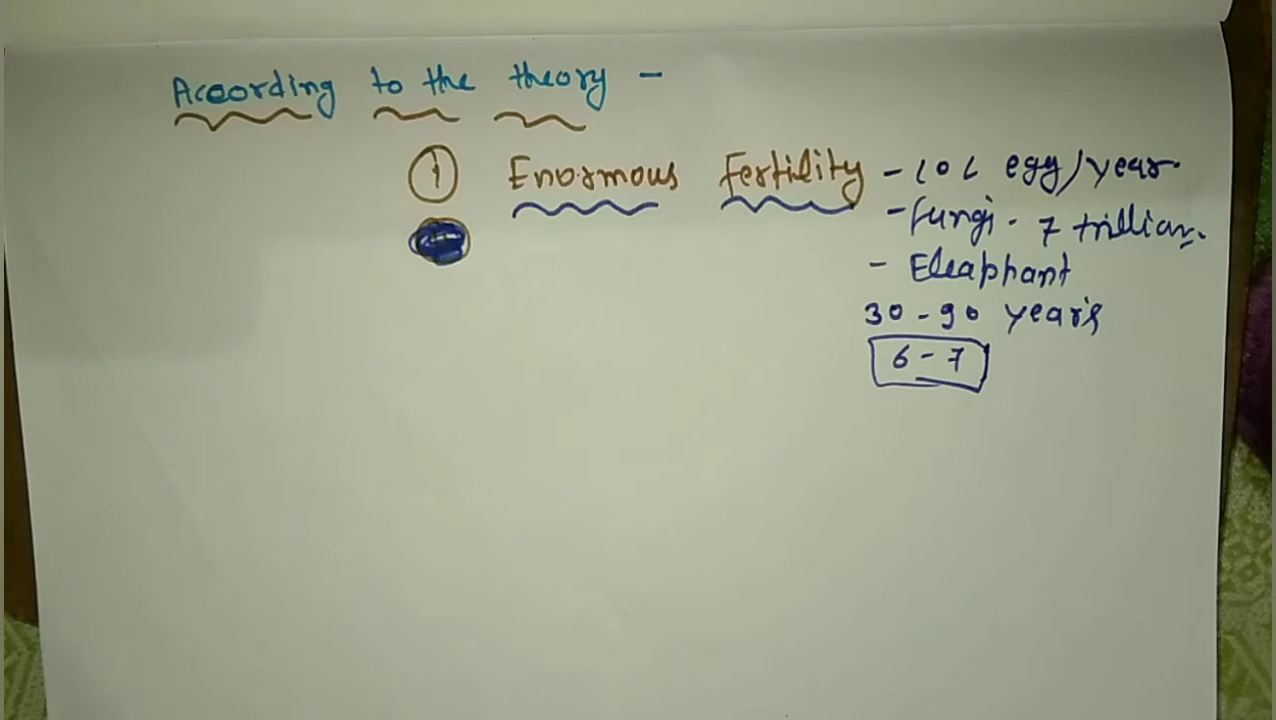 According to the theory -
① Enormous Fertility - 10L egg/year.
- fungi - 7 trillion.
- Eleaphant
30-90 years
6-7